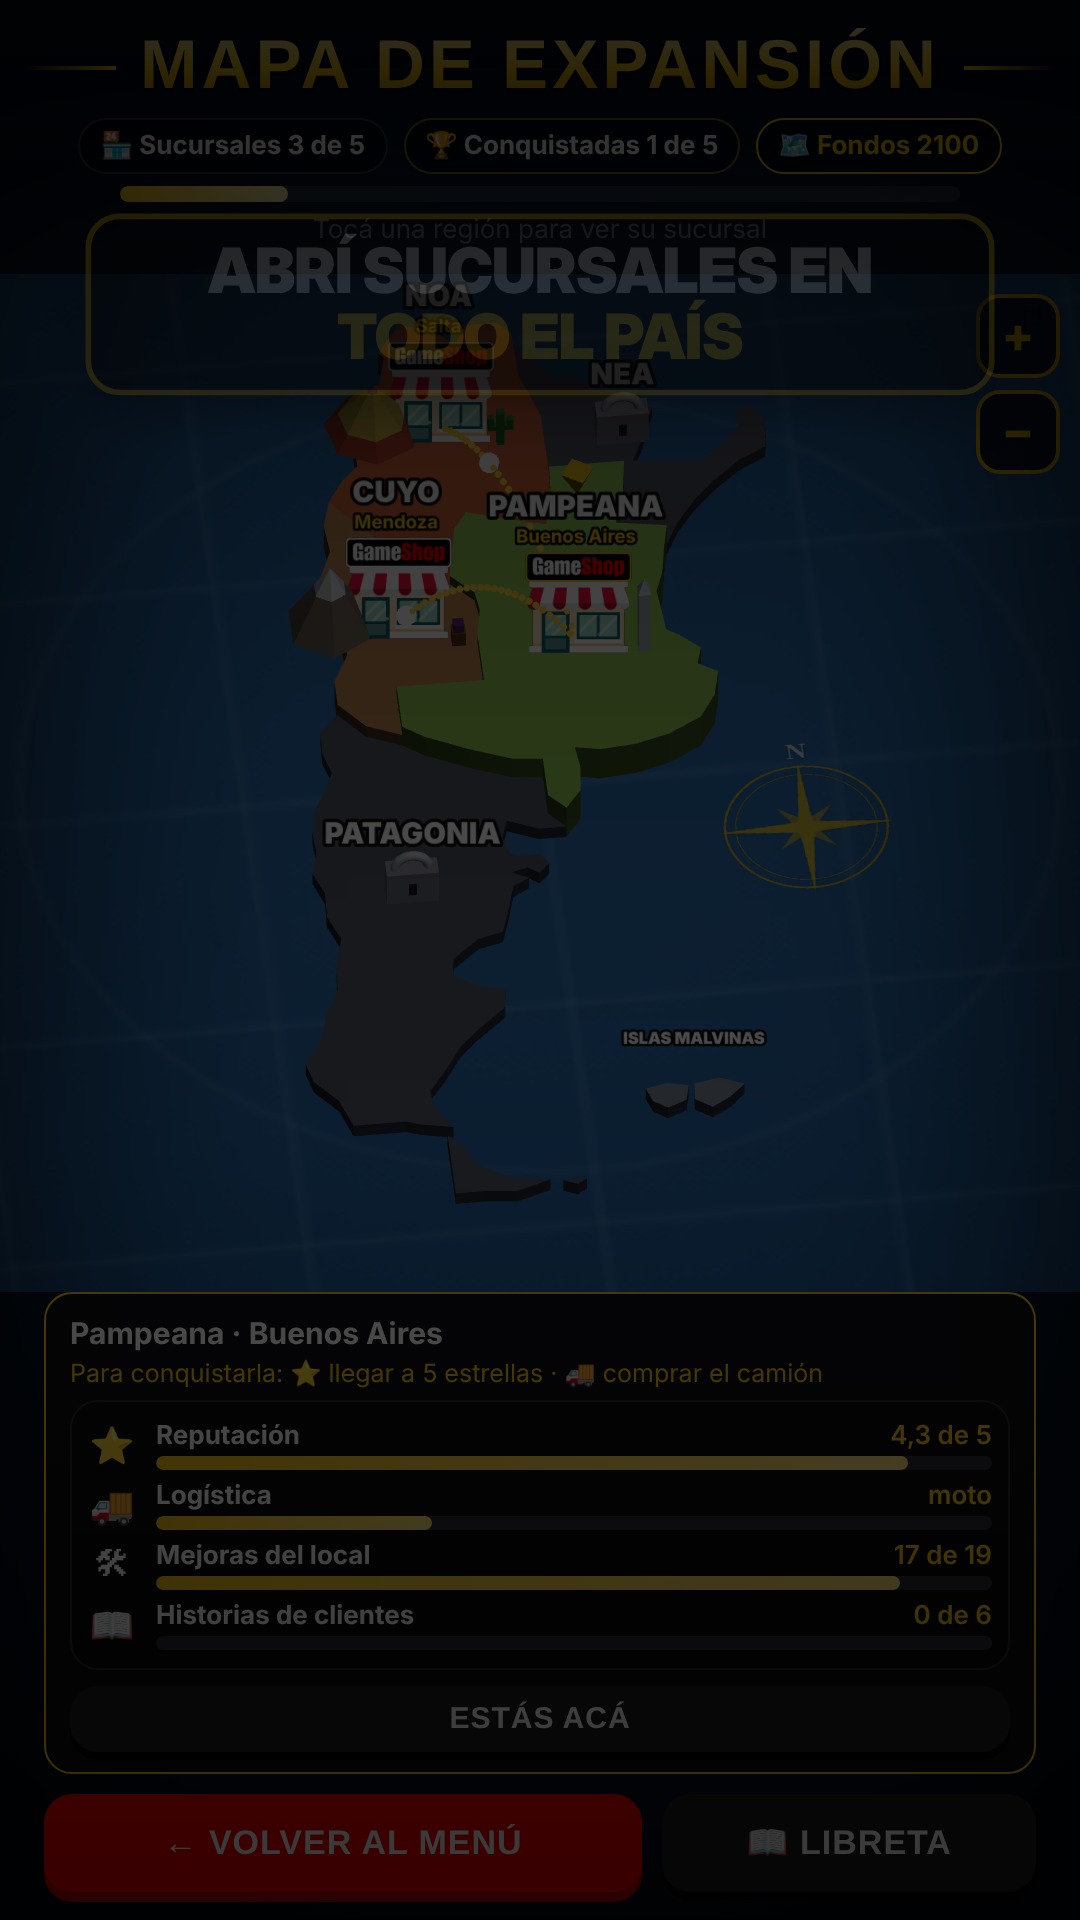 MAPA DE EXPANSIÓN
🏪 Sucursales 3 de 5
🏆 Conquistadas 1 de 5
🗺️ Fondos 2100
Tocá una región para ver su sucursal
ABRÍ SUCURSALES EN
TODO EL PAÍS
+
−
NOA
Salta
GameShop
NEA
CUYO
Mendoza
GameShop
PAMPEANA
Buenos Aires
GameShop
N
PATAGONIA
ISLAS MALVINAS
Pampeana · Buenos Aires
Para conquistarla: ⭐ llegar a 5 estrellas · 🚚 comprar el camión
Reputación 4,3 de 5
Logística moto
Mejoras del local 17 de 19
Historias de clientes 0 de 6
ESTÁS ACÁ
← VOLVER AL MENÚ
📖 LIBRETA